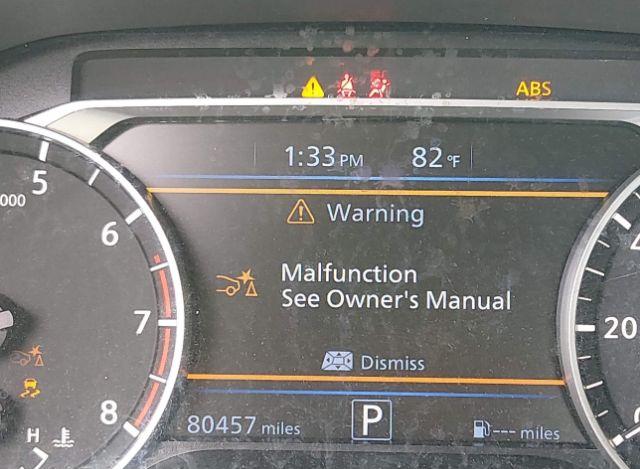 ABS
1:33 PM 82 °F
5
000
6
Warning
Malfunction
See Owner's Manual
7
20
Dismiss
8
80457 miles
P
--- miles
H